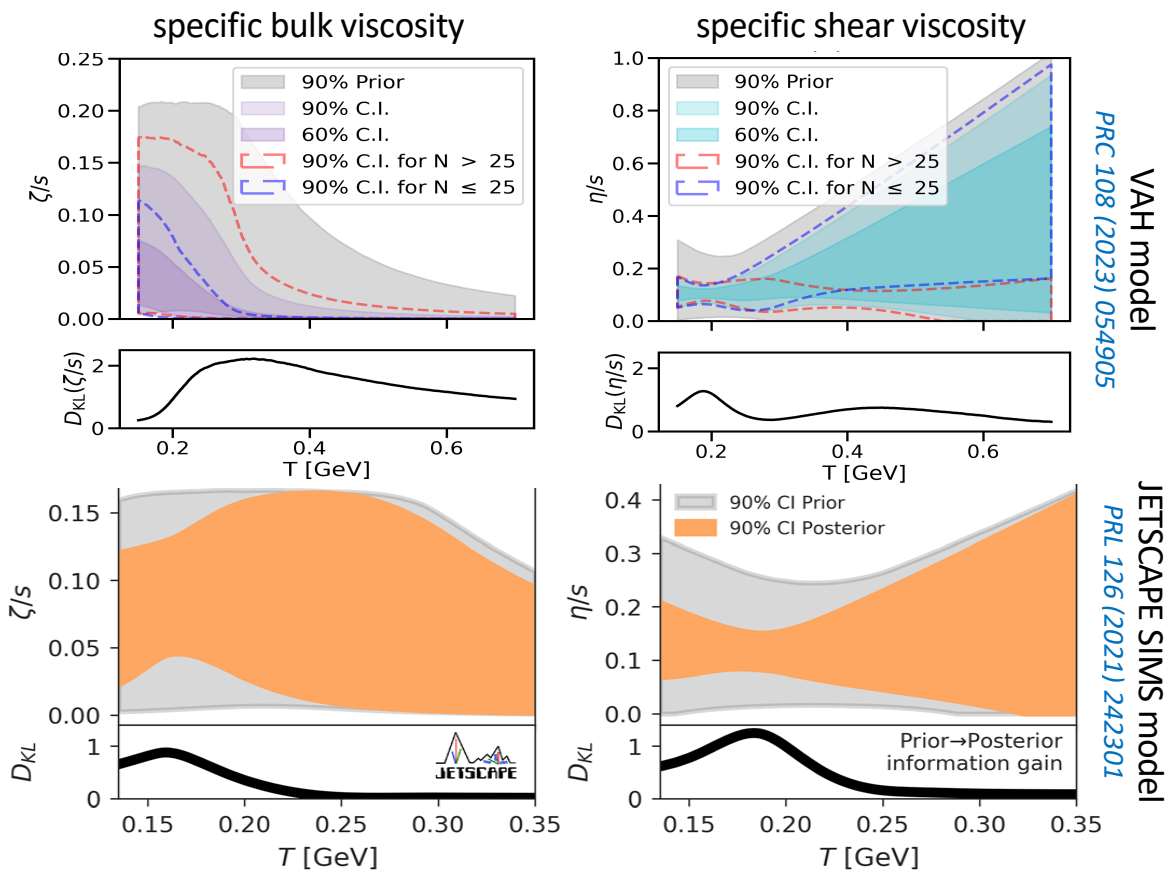 specific bulk viscosity
specific shear viscosity
0.25
0.20
0.15
0.10
0.05
0.00
ζ/s
90% Prior
90% C.I.
60% C.I.
90% C.I. for N > 25
90% C.I. for N ≤ 25
1.0
0.8
0.6
0.4
0.2
0.0
η/s
90% Prior
90% C.I.
60% C.I.
90% C.I. for N > 25
90% C.I. for N ≤ 25
VAH model
PRC 108 (2023) 054905
2
0
D_KL(ζ/s)
0.2 0.4 0.6
T [GeV]
2
0
D_KL(η/s)
0.2 0.4 0.6
T [GeV]
0.15
0.10
0.05
0.00
ζ/s
0.4
0.3
0.2
0.1
0.0
η/s
90% CI Prior
90% CI Posterior
JETSCAPE SIMS model
PRL 126 (2021) 242301
1
0
D_KL
JETSCAPE
0.15 0.20 0.25 0.30 0.35
T [GeV]
1
0
D_KL
Prior→Posterior
information gain
0.15 0.20 0.25 0.30 0.35
T [GeV]